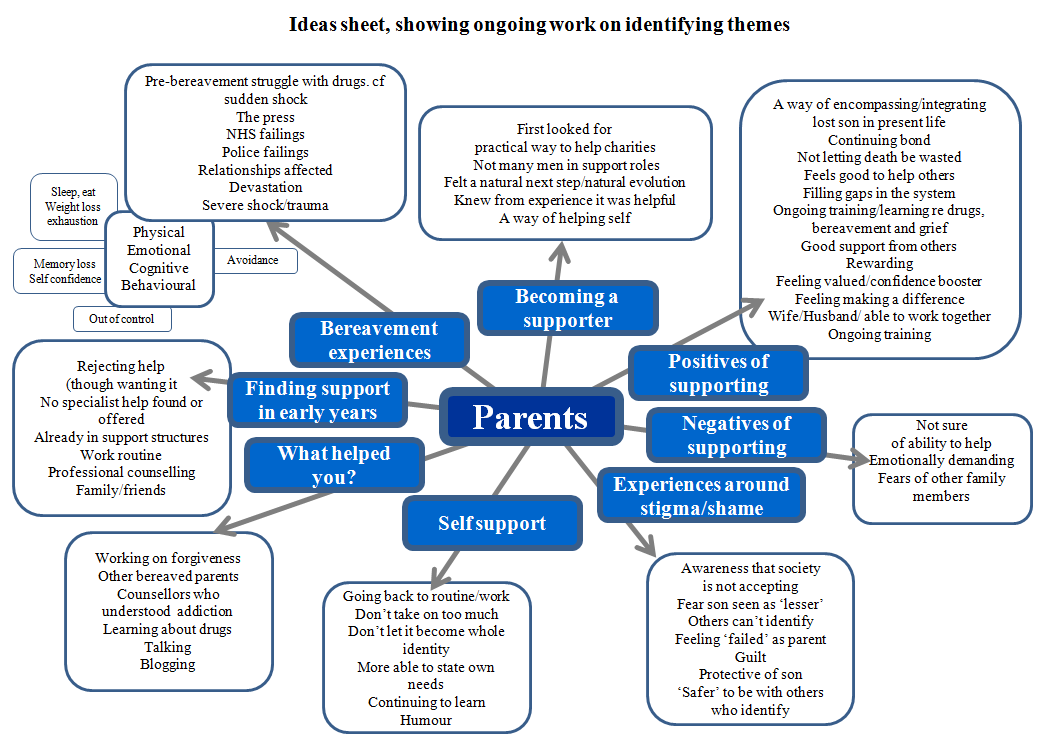 Ideas sheet, showing ongoing work on identifying themes
Pre-bereavement struggle with drugs. cf
sudden shock
The press
NHS failings
Police failings
Relationships affected
Devastation
Severe shock/trauma
First looked for
practical way to help charities
Not many men in support roles
Felt a natural next step/natural evolution
Knew from experience it was helpful
A way of helping self
A way of encompassing/integrating
lost son in present life
Continuing bond
Not letting death be wasted
Feels good to help others
Filling gaps in the system
Ongoing training/learning re drugs,
bereavement and grief
Good support from others
Rewarding
Feeling valued/confidence booster
Feeling making a difference
Wife/Husband/ able to work together
Ongoing training
Sleep, eat
Weight loss
exhaustion
Physical
Emotional
Cognitive
Behavioural
Memory loss
Self confidence
Avoidance
Out of control
Bereavement
experiences
Becoming a
supporter
Positives of
supporting
Finding support
in early years
Parents
Negatives of
supporting
What helped
you?
Self support
Experiences around
stigma/shame
Rejecting help
(though wanting it
No specialist help found or
offered
Already in support structures
Work routine
Professional counselling
Family/friends
Not sure
of ability to help
Emotionally demanding
Fears of other family
members
Working on forgiveness
Other bereaved parents
Counsellors who
understood addiction
Learning about drugs
Talking
Blogging
Going back to routine/work
Don't take on too much
Don't let it become whole
identity
More able to state own
needs
Continuing to learn
Humour
Awareness that society
is not accepting
Fear son seen as ‘lesser’
Others can't identify
Feeling ‘failed’ as parent
Guilt
Protective of son
‘Safer’ to be with others
who identify